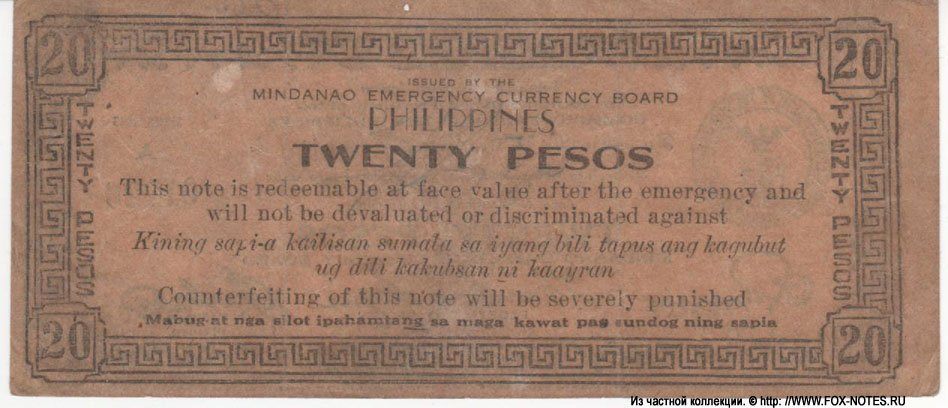 20 20
ISSUED BY THE
MINDANAO EMERGENCY CURRENCY BOARD
PHILIPPINES
TWENTY PESOS
TWENTY PESOS
TWENTY PESOS
This note is redeemable at face value after the emergency and
will not be devaluated or discriminated against
Kining sapi-a kailisan sumala sa iyang bili tapus ang kagubut
ug dili kakubsan ni kaayran
Counterfeiting of this note will be severely punished
Mabug-at nga silot ipahamtang sa maga kawat pag sundog ning sapia
20 20
Из частной коллекции. © http: //WWW.FOX-NOTES.RU